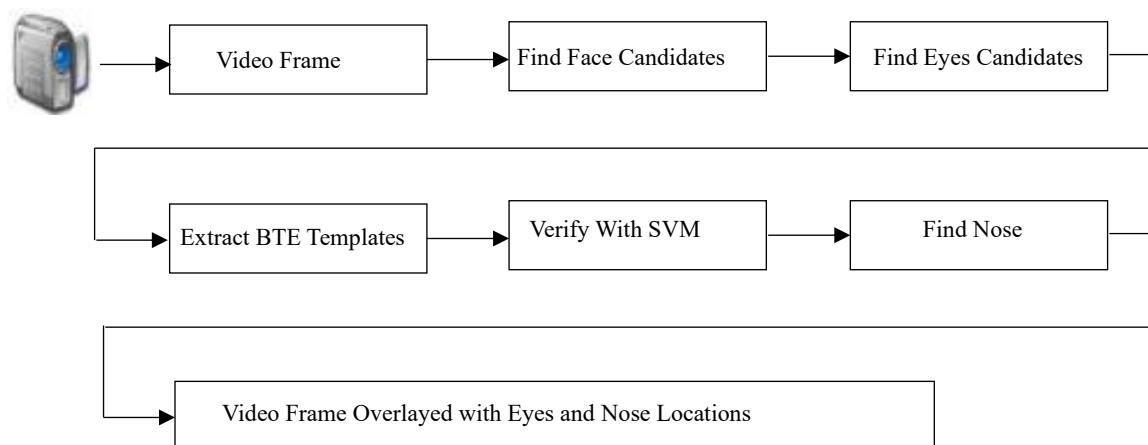 Video Frame
Find Face Candidates
Find Eyes Candidates
Extract BTE Templates
Verify With SVM
Find Nose
Video Frame Overlayed with Eyes and Nose Locations